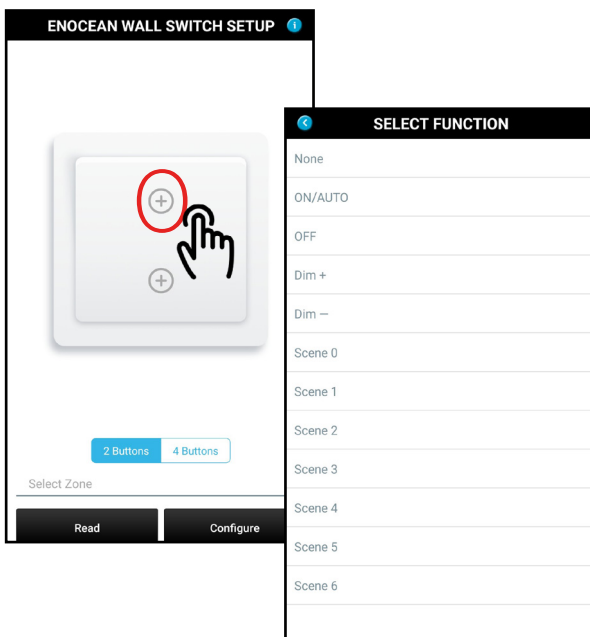 ENOCEAN WALL SWITCH SETUP
2 Buttons 4 Buttons
Select Zone
Read Configure
SELECT FUNCTION
None
ON/AUTO
OFF
Dim +
Dim —
Scene 0
Scene 1
Scene 2
Scene 3
Scene 4
Scene 5
Scene 6